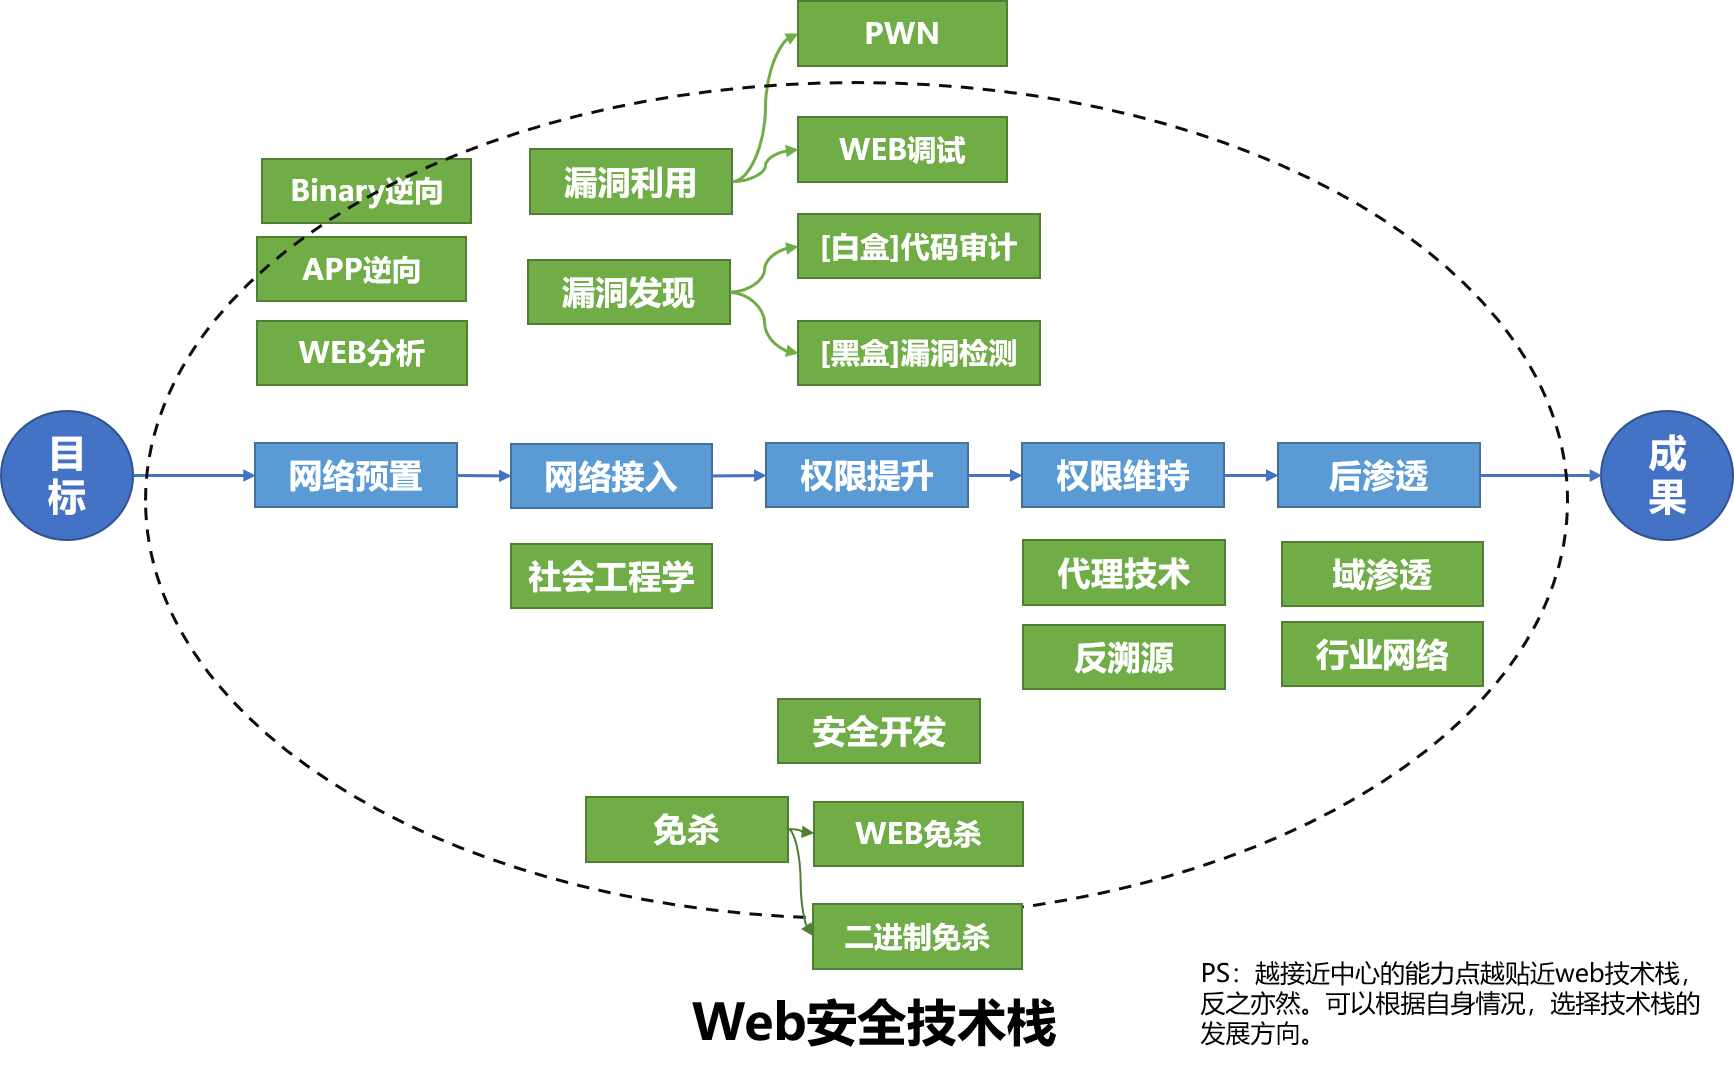 PWN
WEB调试
Binary逆向
漏洞利用
APP逆向
[白盒]代码审计
漏洞发现
WEB分析
[黑盒]漏洞检测
目
标
网络预置
网络接入
权限提升
权限维持
后渗透
成
果
社会工程学
代理技术
域渗透
反溯源
行业网络
安全开发
免杀
WEB免杀
二进制免杀
PS：越接近中心的能力点越贴近web技术栈，
反之亦然。可以根据自身情况，选择技术栈的
发展方向。
Web安全技术栈